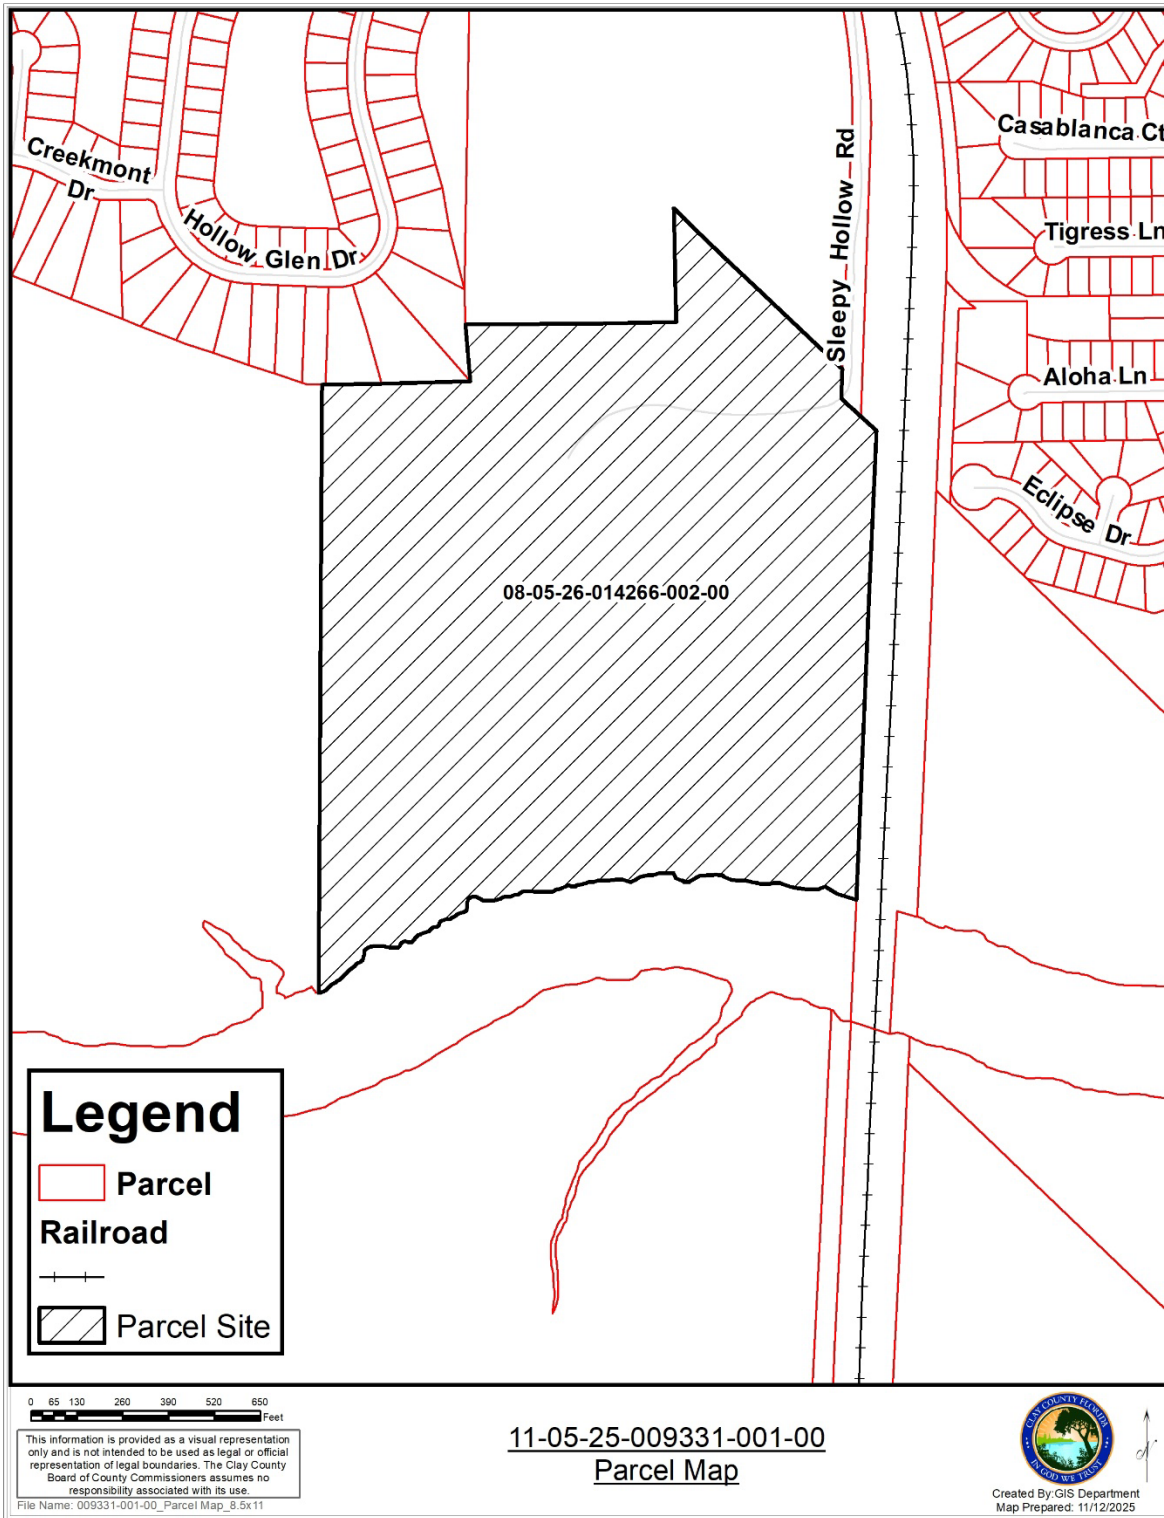 Creekmont
Dr
Hollow Glen Dr
Sleepy Hollow Rd
Casablanca Ct
Tigress Ln
Aloha Ln
Eclipse Dr
08-05-26-014266-002-00
Legend
Parcel
Railroad
Parcel Site
0 65 130 260 390 520 650
Feet
This information is provided as a visual representation
only and is not intended to be used as legal or official
representation of legal boundaries. The Clay County
Board of County Commissioners assumes no
responsibility associated with its use.
File Name: 009331-001-00_Parcel Map_8.5x11
11-05-25-009331-001-00
Parcel Map
CLAY COUNTY FLORIDA
IN GOD WE TRUST
N
Created By:GIS Department
Map Prepared: 11/12/2025